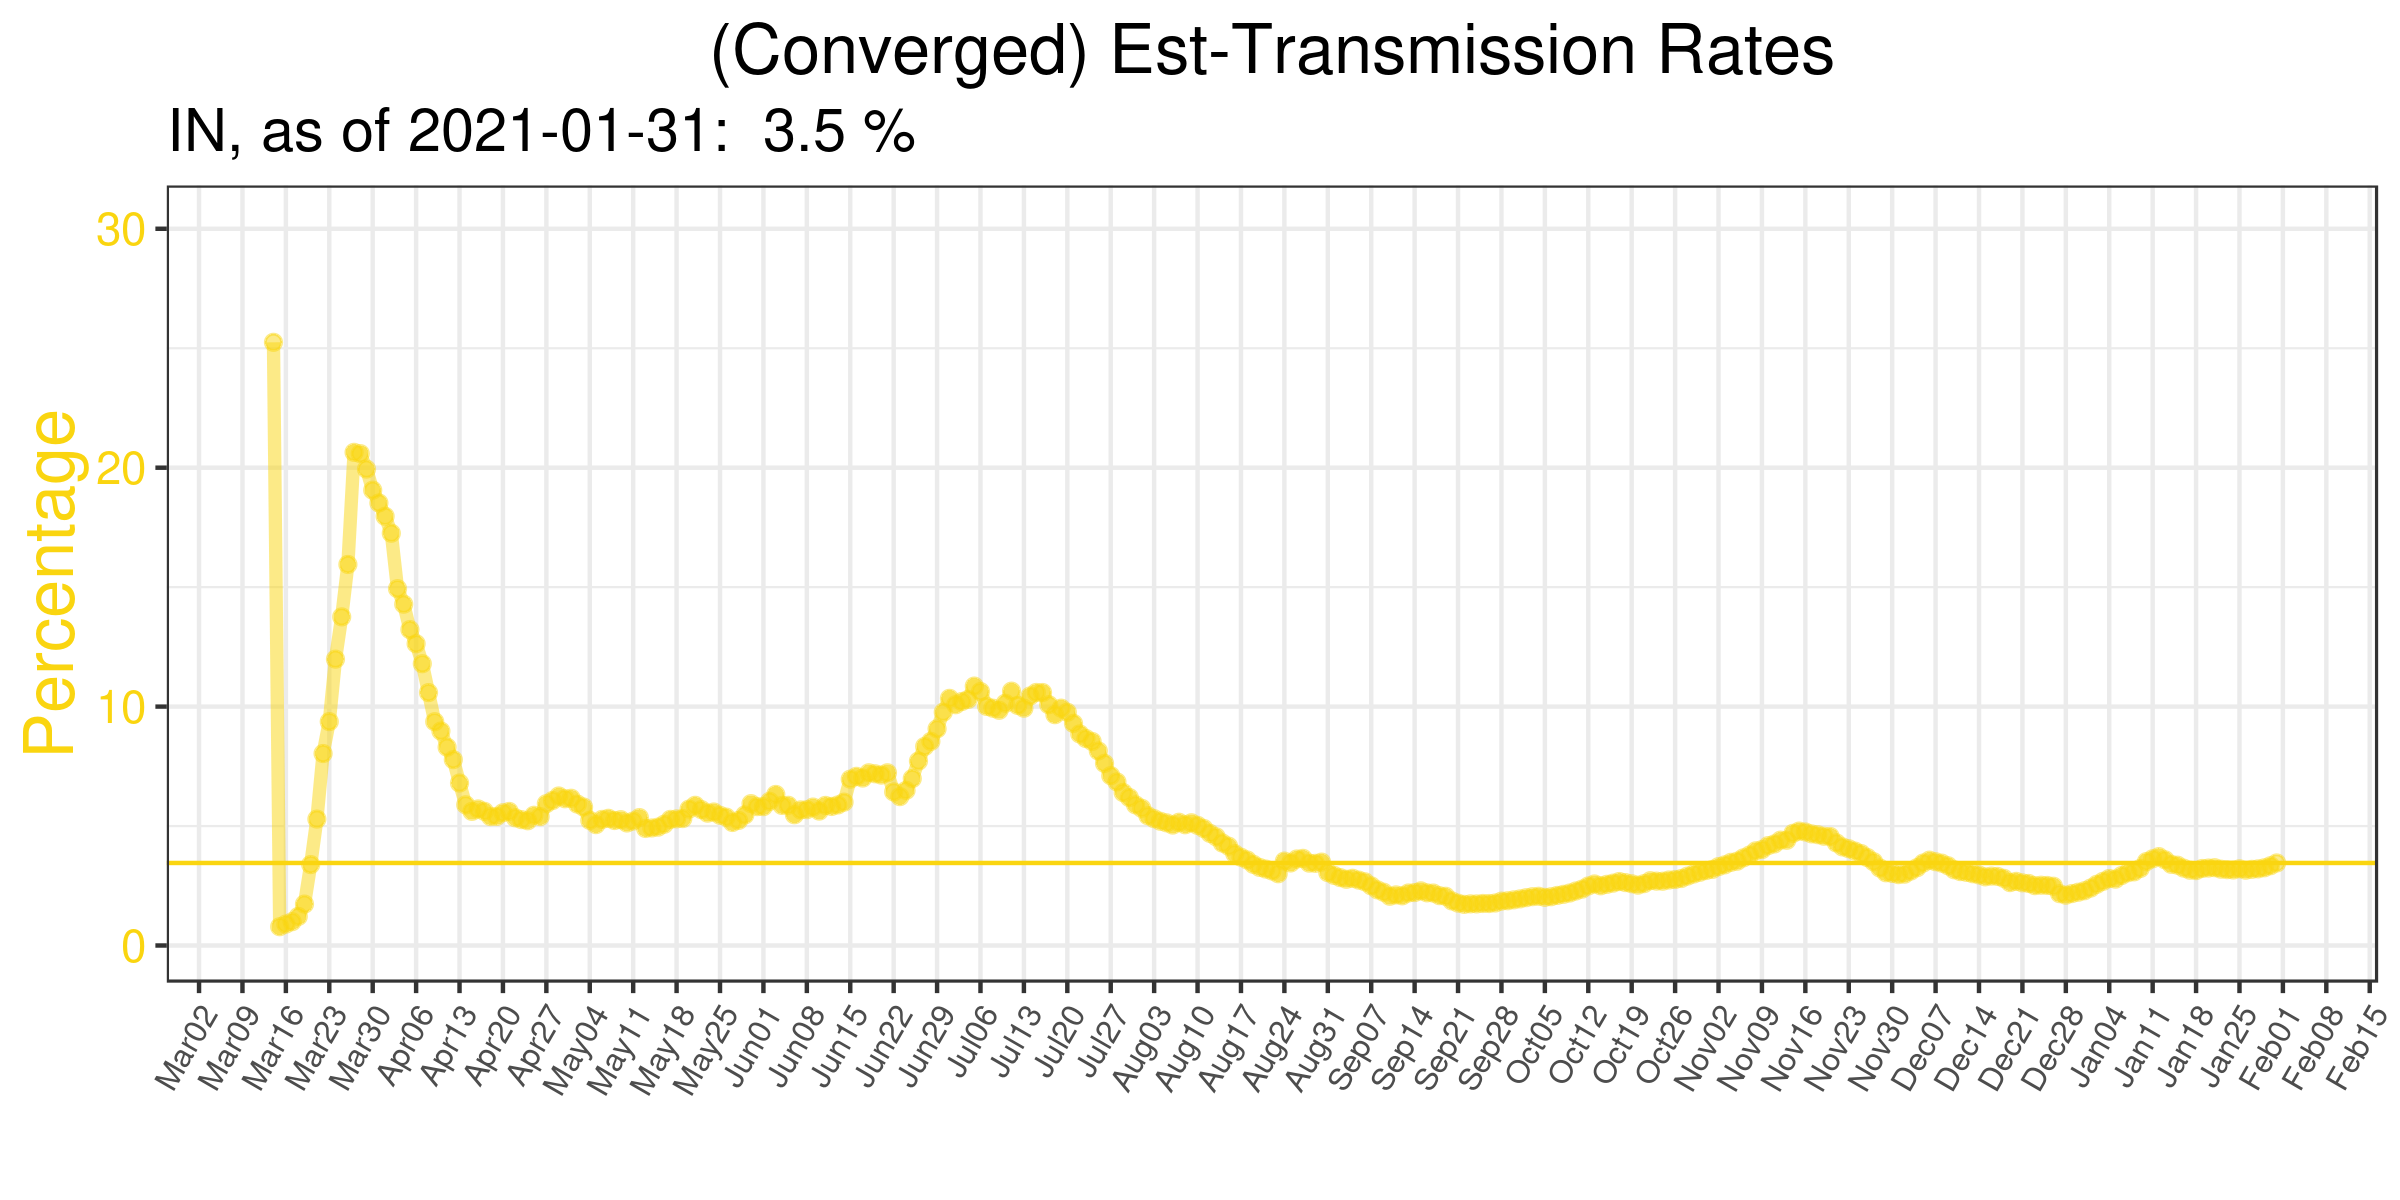 (Converged) Est-Transmission Rates
IN, as of 2021-01-31:  3.5 %
Percentage
30
20
10
0
Mar02
Mar09
Mar16
Mar23
Mar30
Apr06
Apr13
Apr20
Apr27
May04
May11
May18
May25
Jun01
Jun08
Jun15
Jun22
Jun29
Jul06
Jul13
Jul20
Jul27
Aug03
Aug10
Aug17
Aug24
Aug31
Sep07
Sep14
Sep21
Sep28
Oct05
Oct12
Oct19
Oct26
Nov02
Nov09
Nov16
Nov23
Nov30
Dec07
Dec14
Dec21
Dec28
Jan04
Jan11
Jan18
Jan25
Feb01
Feb08
Feb15